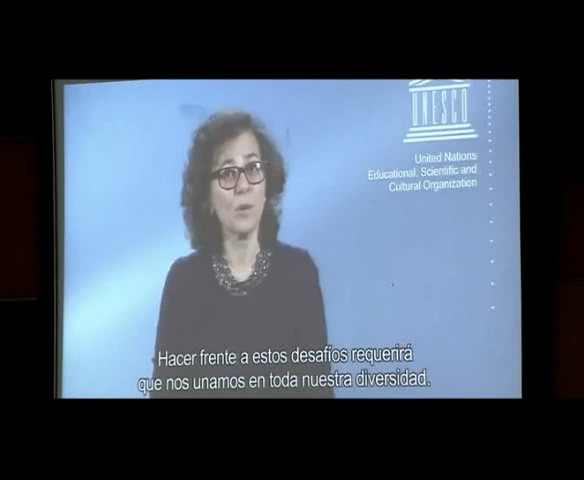 UNESCO
United Nations
Educational, Scientific and
Cultural Organization
Hacer frente a estos desafíos requerirá
que nos unamos en toda nuestra diversidad.